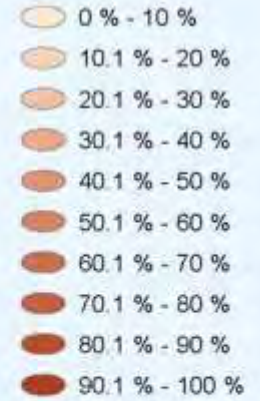 0 % - 10 %
10.1 % - 20 %
20.1 % - 30 %
30.1 % - 40 %
40.1 % - 50 %
50.1 % - 60 %
60.1 % - 70 %
70.1 % - 80 %
80.1 % - 90 %
90.1 % - 100 %